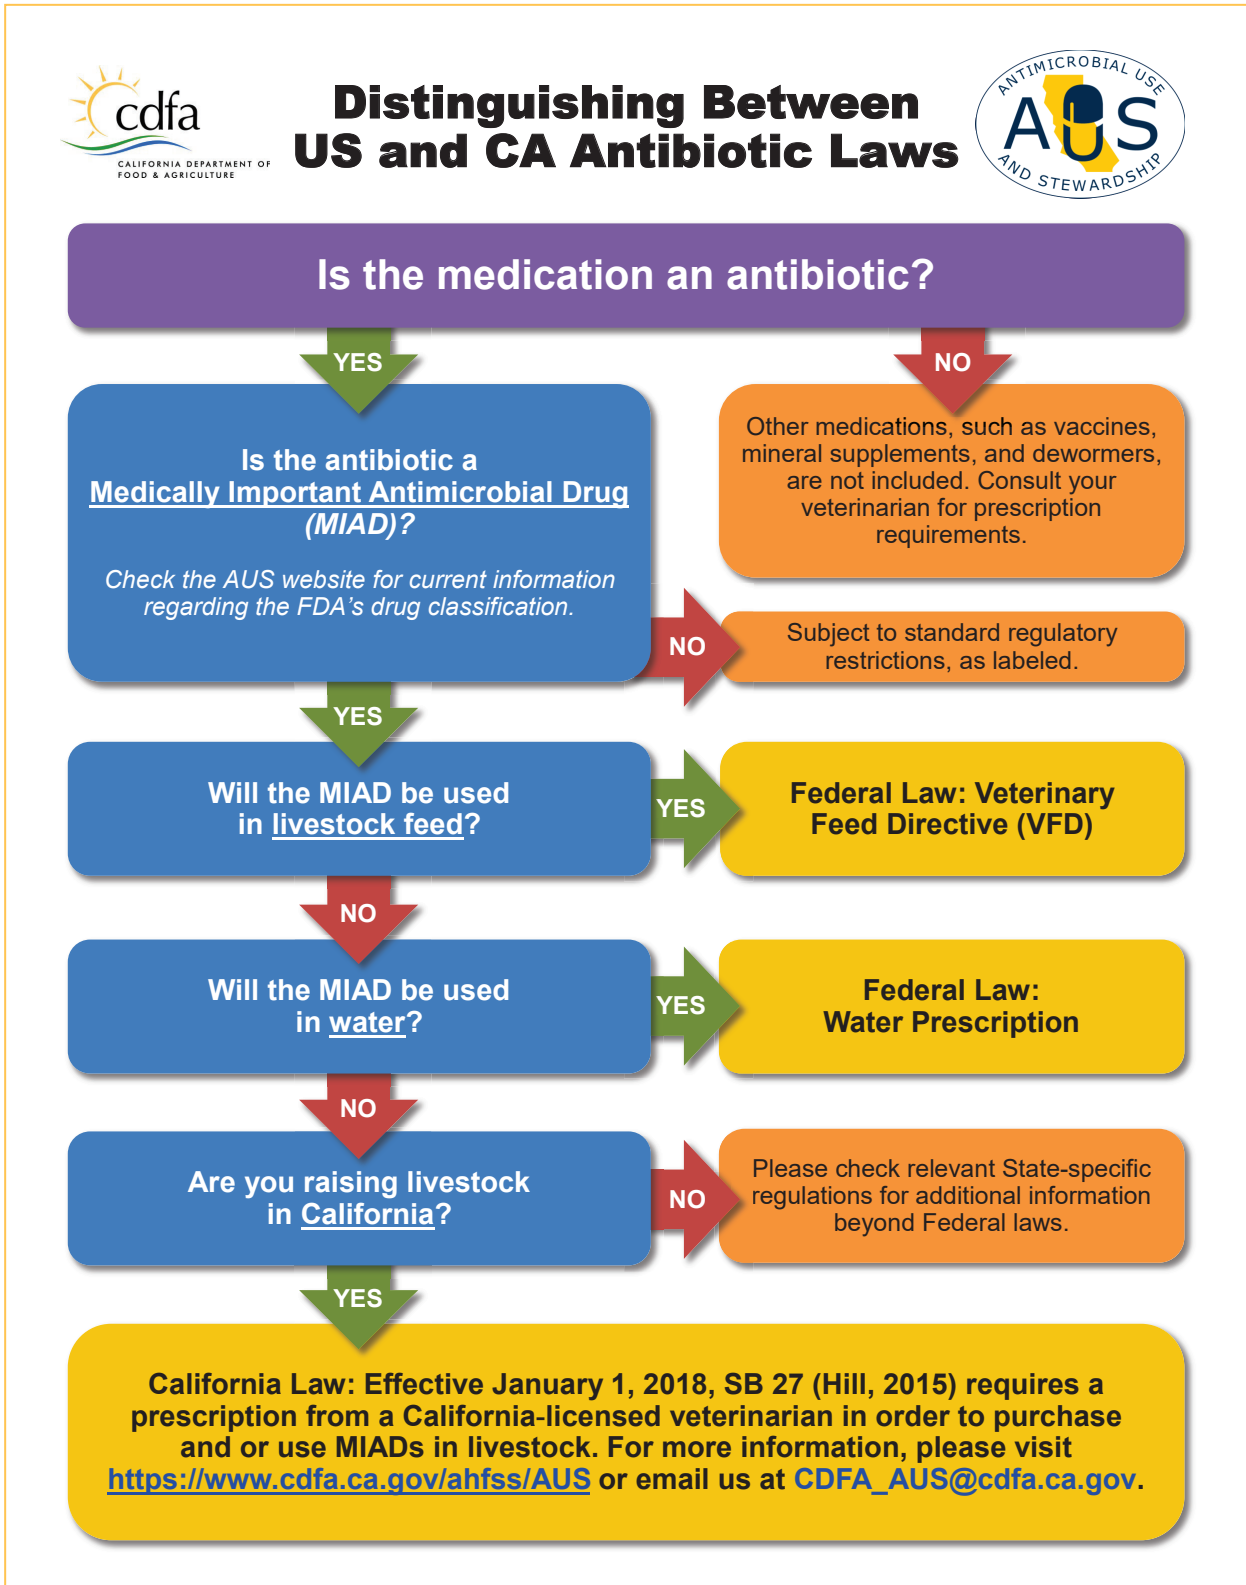 cdfa
CALIFORNIA DEPARTMENT OF
FOOD & AGRICULTURE
Distinguishing Between
US and CA Antibiotic Laws
ANTIMICROBIAL USE
AUS
AND STEWARDSHIP
Is the medication an antibiotic?
YES
NO
Is the antibiotic a
Medically Important Antimicrobial Drug
(MIAD)?
Check the AUS website for current information
regarding the FDA's drug classification.
Other medications, such as vaccines,
mineral supplements, and dewormers,
are not included. Consult your
veterinarian for prescription
requirements.
NO
Subject to standard regulatory
restrictions, as labeled.
YES
Will the MIAD be used
in livestock feed?
YES
Federal Law: Veterinary
Feed Directive (VFD)
NO
Will the MIAD be used
in water?
YES
Federal Law:
Water Prescription
NO
Are you raising livestock
in California?
NO
Please check relevant State-specific
regulations for additional information
beyond Federal laws.
YES
California Law: Effective January 1, 2018, SB 27 (Hill, 2015) requires a
prescription from a California-licensed veterinarian in order to purchase
and or use MIADs in livestock. For more information, please visit
https://www.cdfa.ca.gov/ahfss/AUS or email us at CDFA_AUS@cdfa.ca.gov.